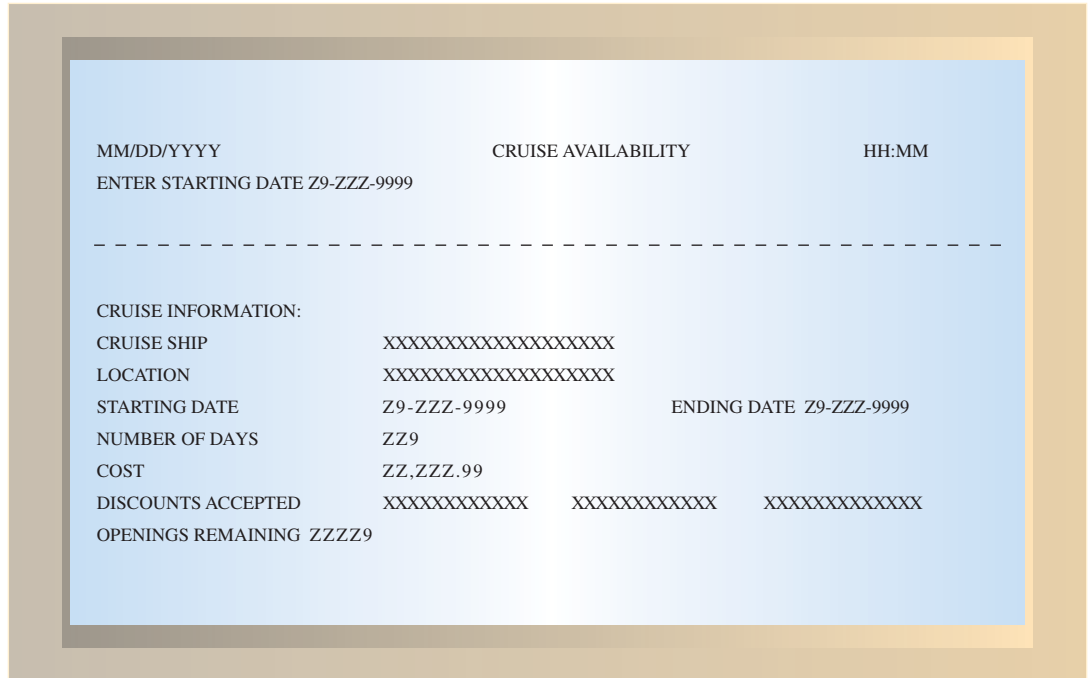 MM/DD/YYYY CRUISE AVAILABILITY HH:MM
ENTER STARTING DATE Z9-ZZZ-9999
– – – – – – – – – – – – – – – – – – – – – – – – – – – – – – – – – – – – – – – – – – –
CRUISE INFORMATION:
CRUISE SHIP XXXXXXXXXXXXXXXXXXX
LOCATION XXXXXXXXXXXXXXXXXXX
STARTING DATE Z9-ZZZ-9999 ENDING DATE Z9-ZZZ-9999
NUMBER OF DAYS ZZ9
COST ZZ,ZZZ.99
DISCOUNTS ACCEPTED XXXXXXXXXXXX XXXXXXXXXXXX XXXXXXXXXXXXX
OPENINGS REMAINING ZZZZ9